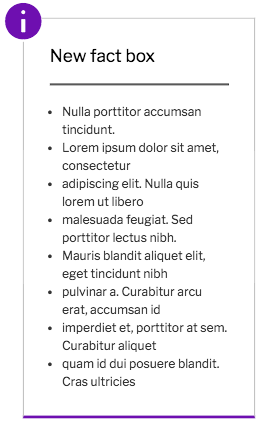 i
New fact box
• Nulla porttitor accumsan
tincidunt.
• Lorem ipsum dolor sit amet,
consectetur
• adipiscing elit. Nulla quis
lorem ut libero
• malesuada feugiat. Sed
porttitor lectus nibh.
• Mauris blandit aliquet elit,
eget tincidunt nibh
• pulvinar a. Curabitur arcu
erat, accumsan id
• imperdiet et, porttitor at sem.
Curabitur aliquet
• quam id dui posuere blandit.
Cras ultricies